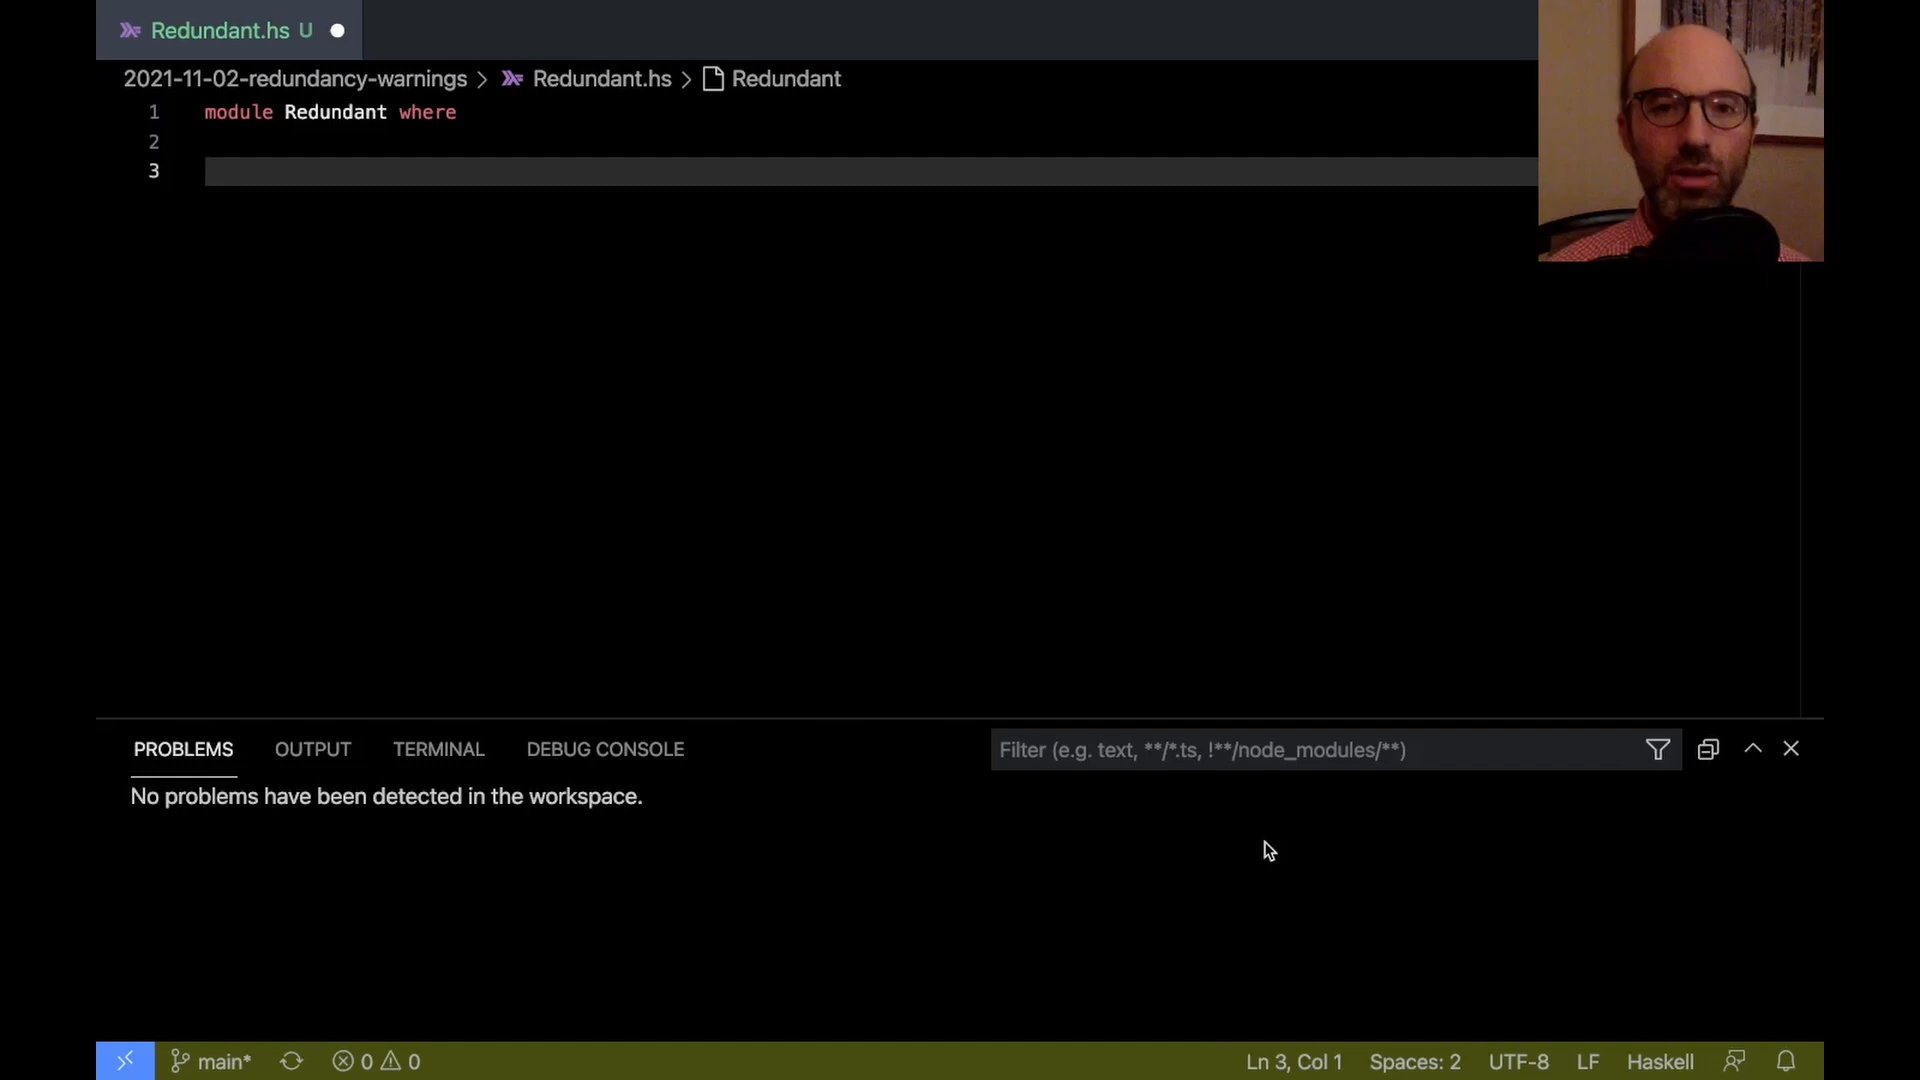 Redundant.hs U
2021-11-02-redundancy-warnings > Redundant.hs > Redundant
1 module Redundant where
2
3
PROBLEMS OUTPUT TERMINAL DEBUG CONSOLE Filter (e.g. text, **/*.ts, !**/node_modules/**)
No problems have been detected in the workspace.
main* 0 0 Ln 3, Col 1 Spaces: 2 UTF-8 LF Haskell